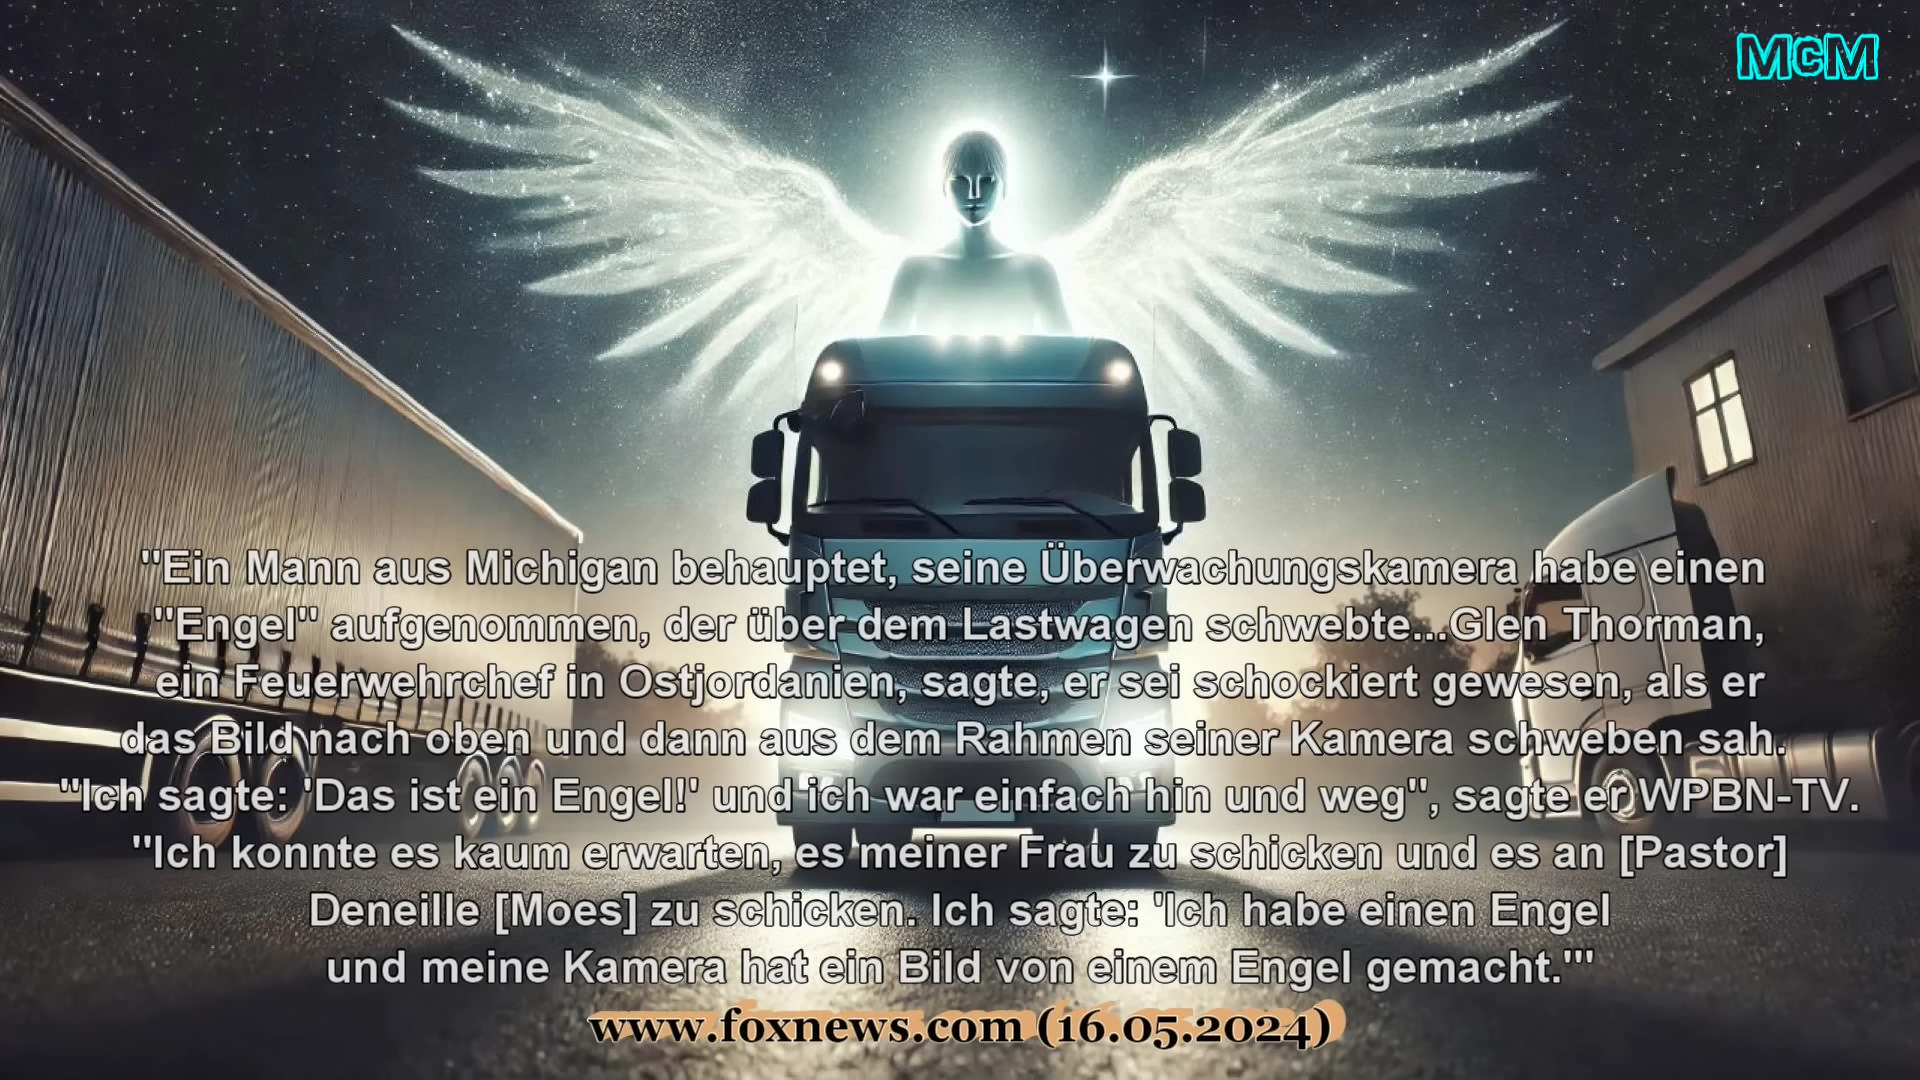 McM
"Ein Mann aus Michigan behauptet, seine Überwachungskamera habe einen
"Engel" aufgenommen, der über dem Lastwagen schwebte...Glen Thorman,
ein Feuerwehrchef in Ostjordanien, sagte, er sei schockiert gewesen, als er
das Bild nach oben und dann aus dem Rahmen seiner Kamera schweben sah.
"Ich sagte: 'Das ist ein Engel!' und ich war einfach hin und weg", sagte er WPBN-TV.
"Ich konnte es kaum erwarten, es meiner Frau zu schicken und es an [Pastor]
Deneille [Moes] zu schicken. Ich sagte: 'Ich habe einen Engel
und meine Kamera hat ein Bild von einem Engel gemacht.'"
www.foxnews.com (16.05.2024)